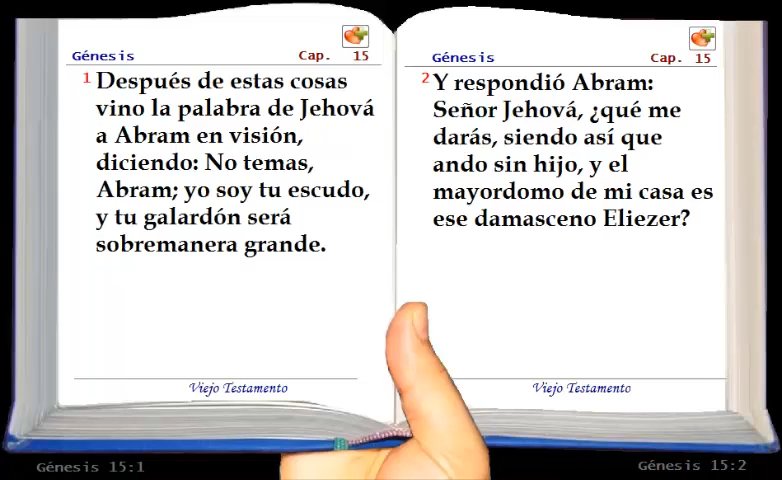 Génesis Cap. 15
1 Después de estas cosas
vino la palabra de Jehová
a Abram en visión,
diciendo: No temas,
Abram; yo soy tu escudo,
y tu galardón será
sobremanera grande.
Viejo Testamento
Génesis 15:1
Génesis Cap. 15
2 Y respondió Abram:
Señor Jehová, ¿qué me
darás, siendo así que
ando sin hijo, y el
mayordomo de mi casa es
ese damasceno Eliezer?
Viejo Testamento
Génesis 15:2